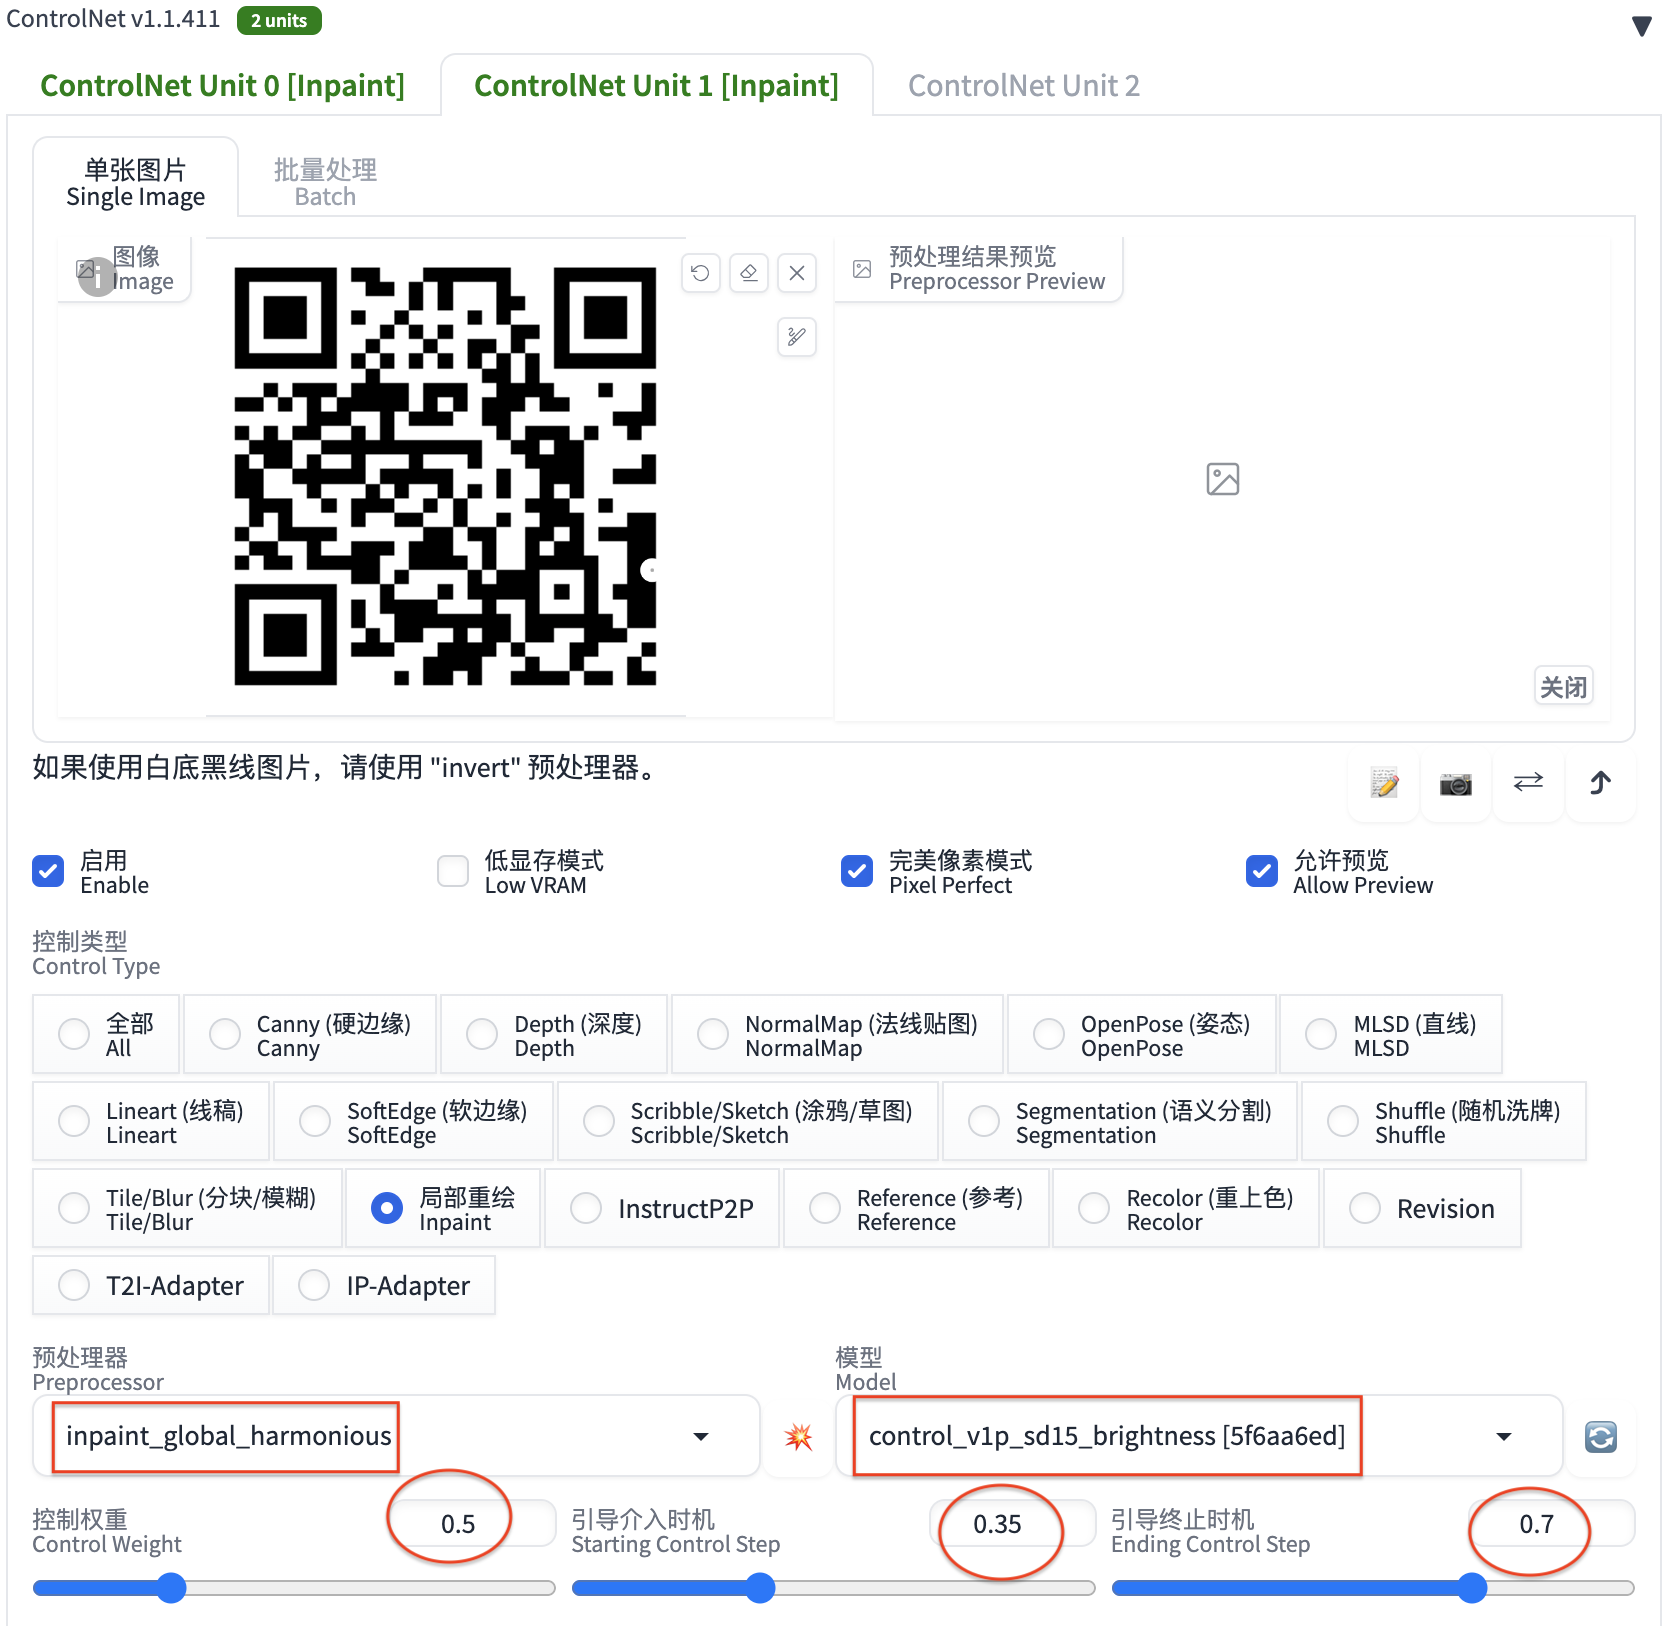 ControlNet v1.1.411 2 units
ControlNet Unit 0 [Inpaint] ControlNet Unit 1 [Inpaint] ControlNet Unit 2
单张图片 批量处理
Single Image Batch
图像 预处理结果预览
Image Preprocessor Preview
关闭
如果使用白底黑线图片，请使用 "invert" 预处理器。
启用 低显存模式 完美像素模式 允许预览
Enable Low VRAM Pixel Perfect Allow Preview
控制类型
Control Type
全部 Canny (硬边缘) Depth (深度) NormalMap (法线贴图) OpenPose (姿态) MLSD (直线)
All Canny Depth NormalMap OpenPose MLSD
Lineart (线稿) SoftEdge (软边缘) Scribble/Sketch (涂鸦/草图) Segmentation (语义分割) Shuffle (随机洗牌)
Lineart SoftEdge Scribble/Sketch Segmentation Shuffle
Tile/Blur (分块/模糊) 局部重绘 InstructP2P Reference (参考) Recolor (重上色) Revision
Tile/Blur Inpaint Reference Recolor
T2I-Adapter IP-Adapter
预处理器 模型
Preprocessor Model
inpaint_global_harmonious control_v1p_sd15_brightness [5f6aa6ed]
控制权重 0.5 引导介入时机 0.35 引导终止时机 0.7
Control Weight Starting Control Step Ending Control Step